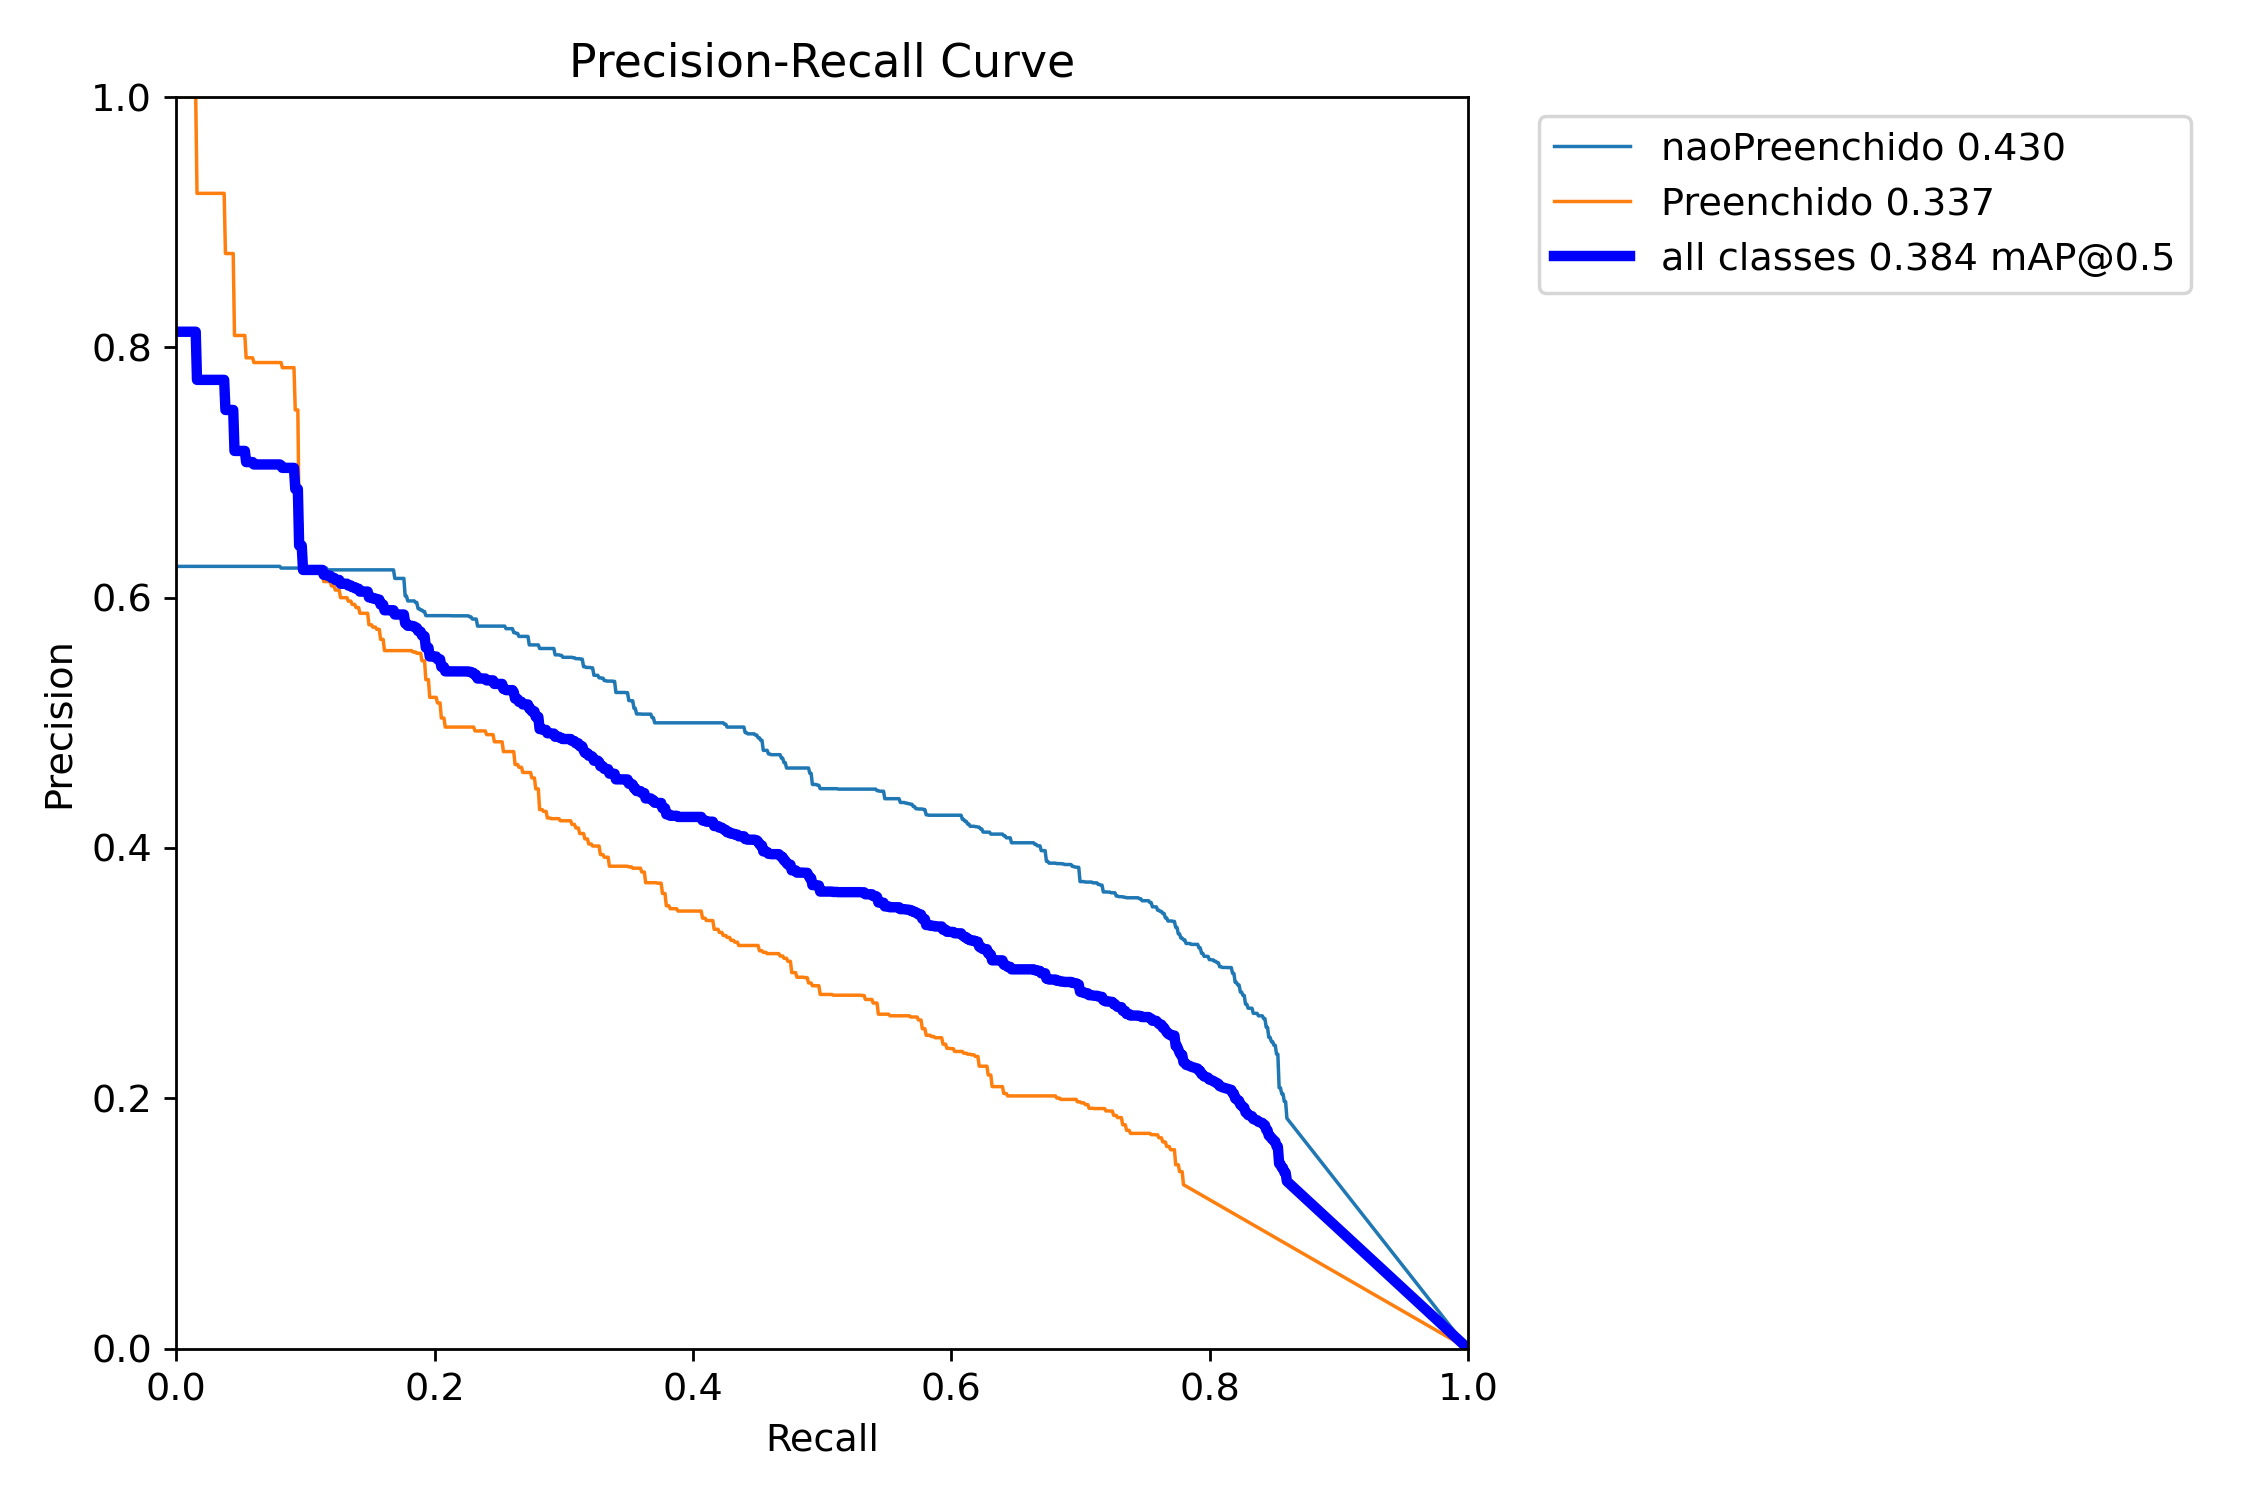 Precision-Recall Curve
naoPreenchido 0.430
Preenchido 0.337
all classes 0.384 mAP@0.5
Precision
1.0
0.8
0.6
0.4
0.2
0.0
0.0 0.2 0.4 0.6 0.8 1.0
Recall